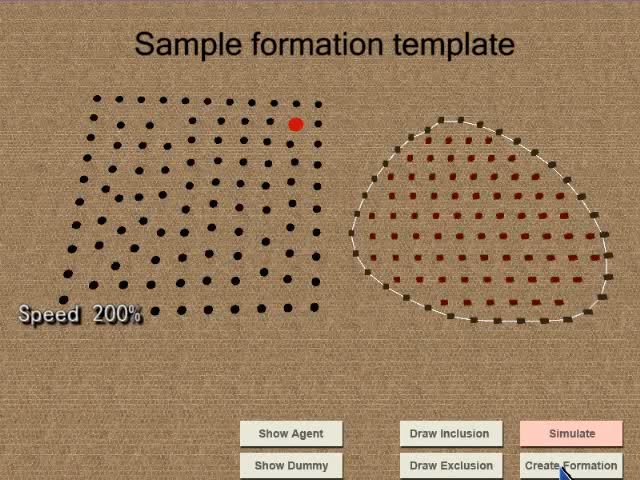 Sample formation template
Speed 200%
Show Agent
Draw Inclusion
Simulate
Show Dummy
Draw Exclusion
Create Formation